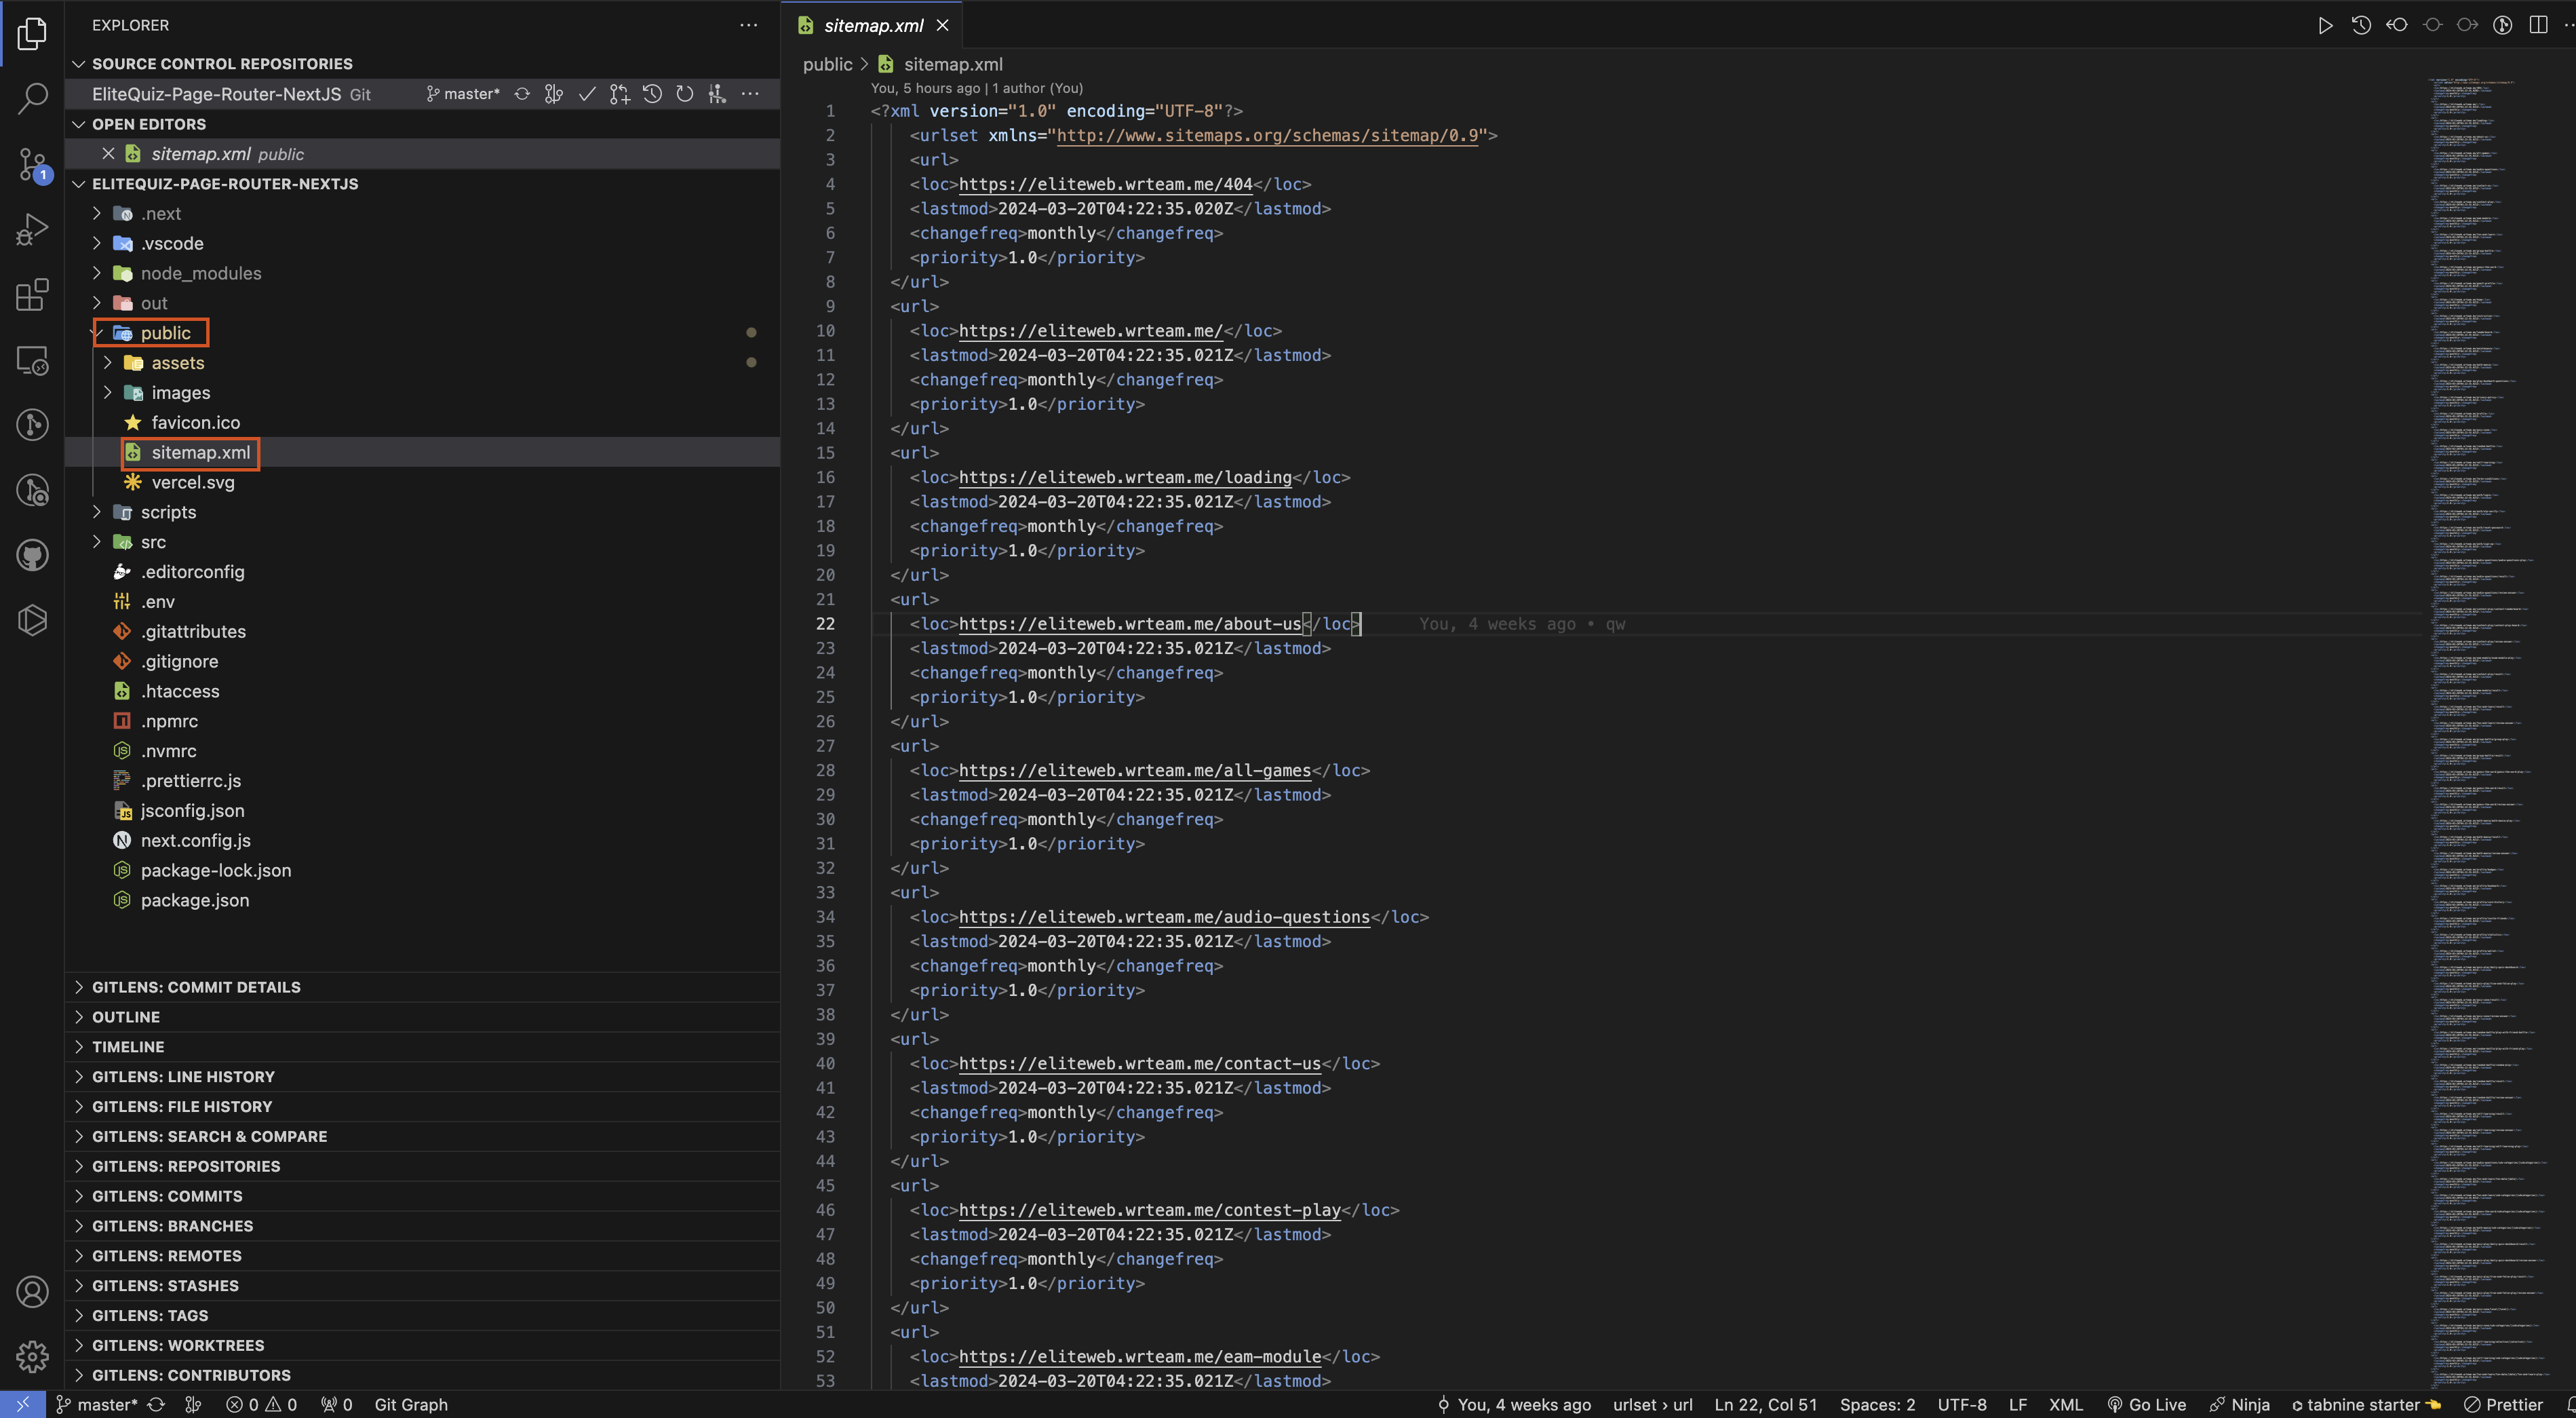 EXPLORER
SOURCE CONTROL REPOSITORIES
EliteQuiz-Page-Router-NextJS Git master*
OPEN EDITORS
sitemap.xml public
ELITEQUIZ-PAGE-ROUTER-NEXTJS
.next
.vscode
node_modules
out
public
assets
images
favicon.ico
sitemap.xml
vercel.svg
scripts
src
.editorconfig
.env
.gitattributes
.gitignore
.htaccess
.npmrc
.nvmrc
.prettierrc.js
jsconfig.json
next.config.js
package-lock.json
package.json
GITLENS: COMMIT DETAILS
OUTLINE
TIMELINE
GITLENS: LINE HISTORY
GITLENS: FILE HISTORY
GITLENS: SEARCH & COMPARE
GITLENS: REPOSITORIES
GITLENS: COMMITS
GITLENS: BRANCHES
GITLENS: REMOTES
GITLENS: STASHES
GITLENS: TAGS
GITLENS: WORKTREES
GITLENS: CONTRIBUTORS
1
sitemap.xml
public > sitemap.xml
You, 5 hours ago | 1 author (You)
1 <?xml version="1.0" encoding="UTF-8"?>
2 <urlset xmlns="http://www.sitemaps.org/schemas/sitemap/0.9">
3 <url>
4 <loc>https://eliteweb.wrteam.me/404</loc>
5 <lastmod>2024-03-20T04:22:35.020Z</lastmod>
6 <changefreq>monthly</changefreq>
7 <priority>1.0</priority>
8 </url>
9 <url>
10 <loc>https://eliteweb.wrteam.me/</loc>
11 <lastmod>2024-03-20T04:22:35.021Z</lastmod>
12 <changefreq>monthly</changefreq>
13 <priority>1.0</priority>
14 </url>
15 <url>
16 <loc>https://eliteweb.wrteam.me/loading</loc>
17 <lastmod>2024-03-20T04:22:35.021Z</lastmod>
18 <changefreq>monthly</changefreq>
19 <priority>1.0</priority>
20 </url>
21 <url>
22 <loc>https://eliteweb.wrteam.me/about-us</loc> You, 4 weeks ago • qw
23 <lastmod>2024-03-20T04:22:35.021Z</lastmod>
24 <changefreq>monthly</changefreq>
25 <priority>1.0</priority>
26 </url>
27 <url>
28 <loc>https://eliteweb.wrteam.me/all-games</loc>
29 <lastmod>2024-03-20T04:22:35.021Z</lastmod>
30 <changefreq>monthly</changefreq>
31 <priority>1.0</priority>
32 </url>
33 <url>
34 <loc>https://eliteweb.wrteam.me/audio-questions</loc>
35 <lastmod>2024-03-20T04:22:35.021Z</lastmod>
36 <changefreq>monthly</changefreq>
37 <priority>1.0</priority>
38 </url>
39 <url>
40 <loc>https://eliteweb.wrteam.me/contact-us</loc>
41 <lastmod>2024-03-20T04:22:35.021Z</lastmod>
42 <changefreq>monthly</changefreq>
43 <priority>1.0</priority>
44 </url>
45 <url>
46 <loc>https://eliteweb.wrteam.me/contest-play</loc>
47 <lastmod>2024-03-20T04:22:35.021Z</lastmod>
48 <changefreq>monthly</changefreq>
49 <priority>1.0</priority>
50 </url>
51 <url>
52 <loc>https://eliteweb.wrteam.me/eam-module</loc>
53 <lastmod>2024-03-20T04:22:35.021Z</lastmod>
master* 0 0 0 Git Graph You, 4 weeks ago urlset › url Ln 22, Col 51 Spaces: 2 UTF-8 LF XML Go Live Ninja tabnine starter Prettier